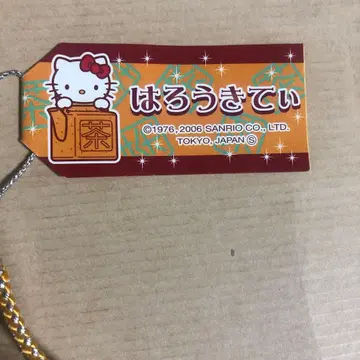 はろうきてぃ
©1976, 2006 SANRIO CO., LTD.
TOKYO, JAPAN Ⓢ
茶